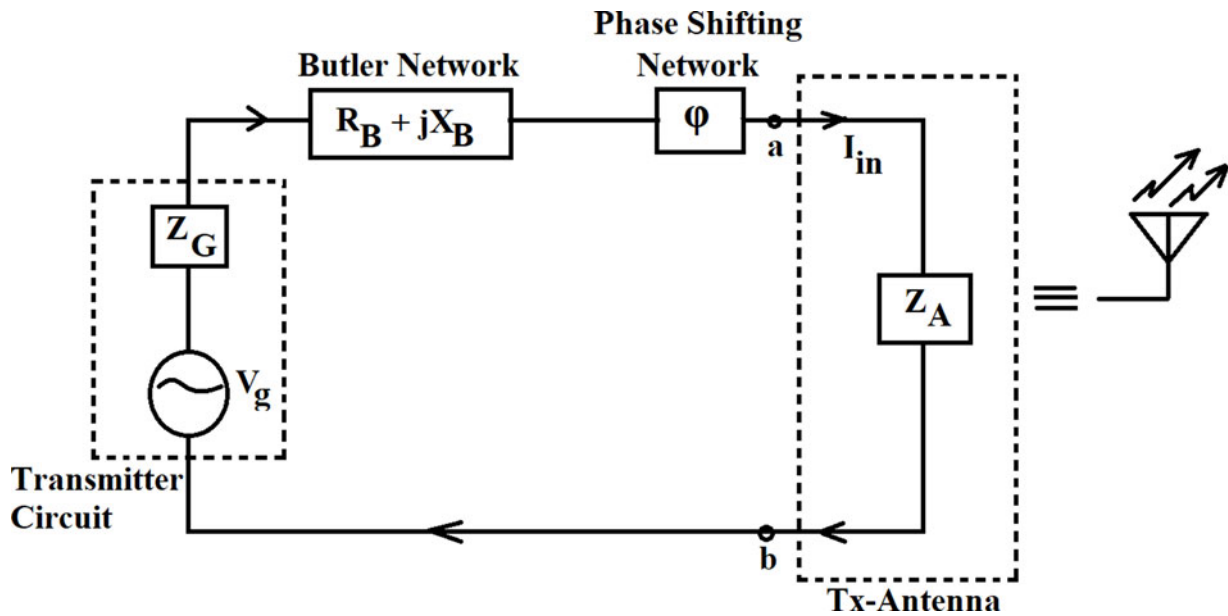 Phase Shifting
Network
Butler Network
R_B + jX_B
φ
a
I_in
Z_G
Z_A
V_g
Transmitter
Circuit
b
Tx-Antenna